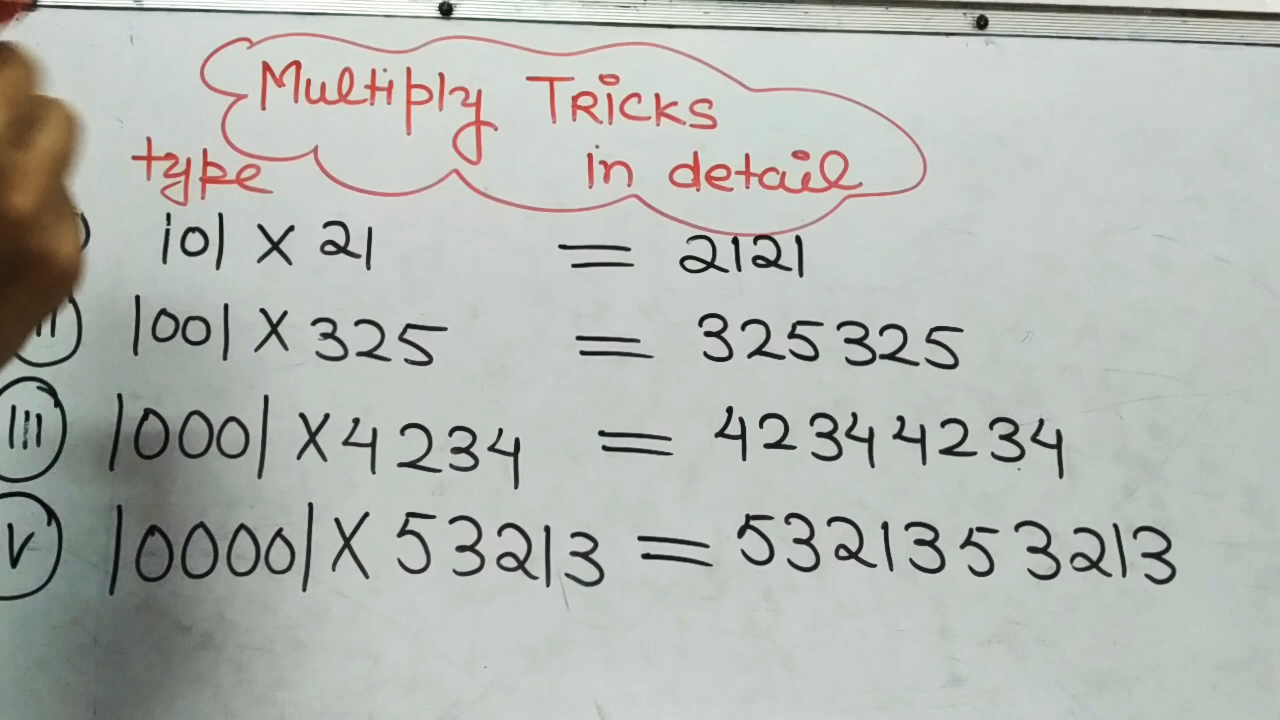 Multiply TRICKS
in detail
type
) 101 X 21 = 2121
II) 1001 X 325 = 325325
III) 10001 X 4234 = 42344234
V) 100001 X 53213 = 5321353213